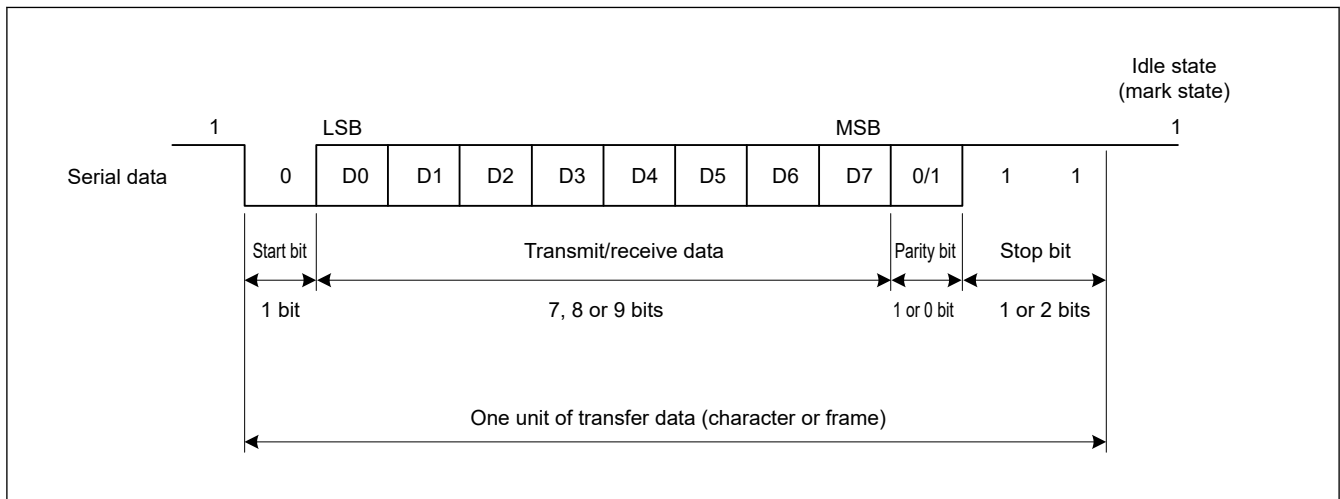 Idle state
(mark state)
1 LSB MSB 1
Serial data 0 D0 D1 D2 D3 D4 D5 D6 D7 0/1 1 1
Start bit Transmit/receive data Parity bit Stop bit
1 bit 7, 8 or 9 bits 1 or 0 bit 1 or 2 bits
One unit of transfer data (character or frame)